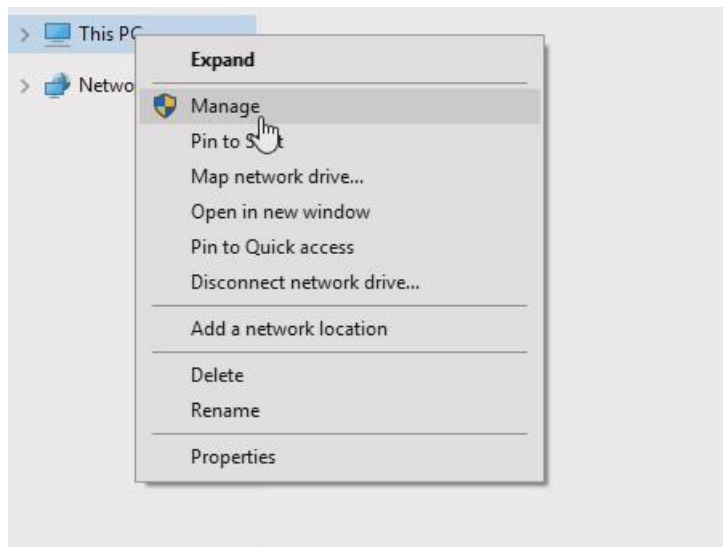 This PC
Expand
Netwo
Manage
Pin to St
Map network drive...
Open in new window
Pin to Quick access
Disconnect network drive...
Add a network location
Delete
Rename
Properties